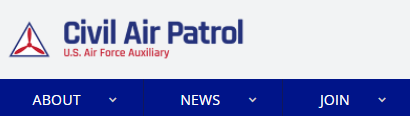 Civil Air Patrol
U.S. Air Force Auxiliary
ABOUT NEWS JOIN